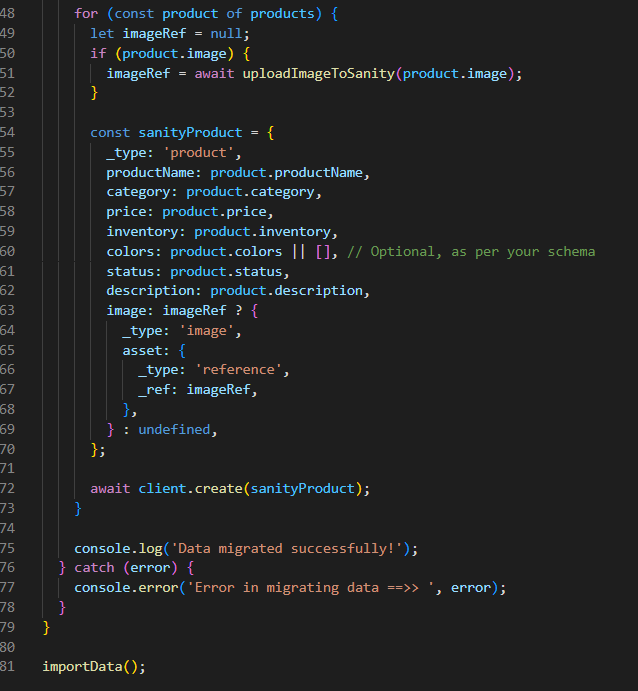 48 for (const product of products) {
49 let imageRef = null;
50 if (product.image) {
51 imageRef = await uploadImageToSanity(product.image);
52 }
53
54 const sanityProduct = {
55 _type: 'product',
56 productName: product.productName,
57 category: product.category,
58 price: product.price,
59 inventory: product.inventory,
60 colors: product.colors || [], // Optional, as per your schema
61 status: product.status,
62 description: product.description,
63 image: imageRef ? {
64 _type: 'image',
65 asset: {
66 _type: 'reference',
67 _ref: imageRef,
68 },
69 } : undefined,
70 };
71
72 await client.create(sanityProduct);
73 }
74
75 console.log('Data migrated successfully!');
76 } catch (error) {
77 console.error('Error in migrating data ==>> ', error);
78 }
79 }
80
81 importData();